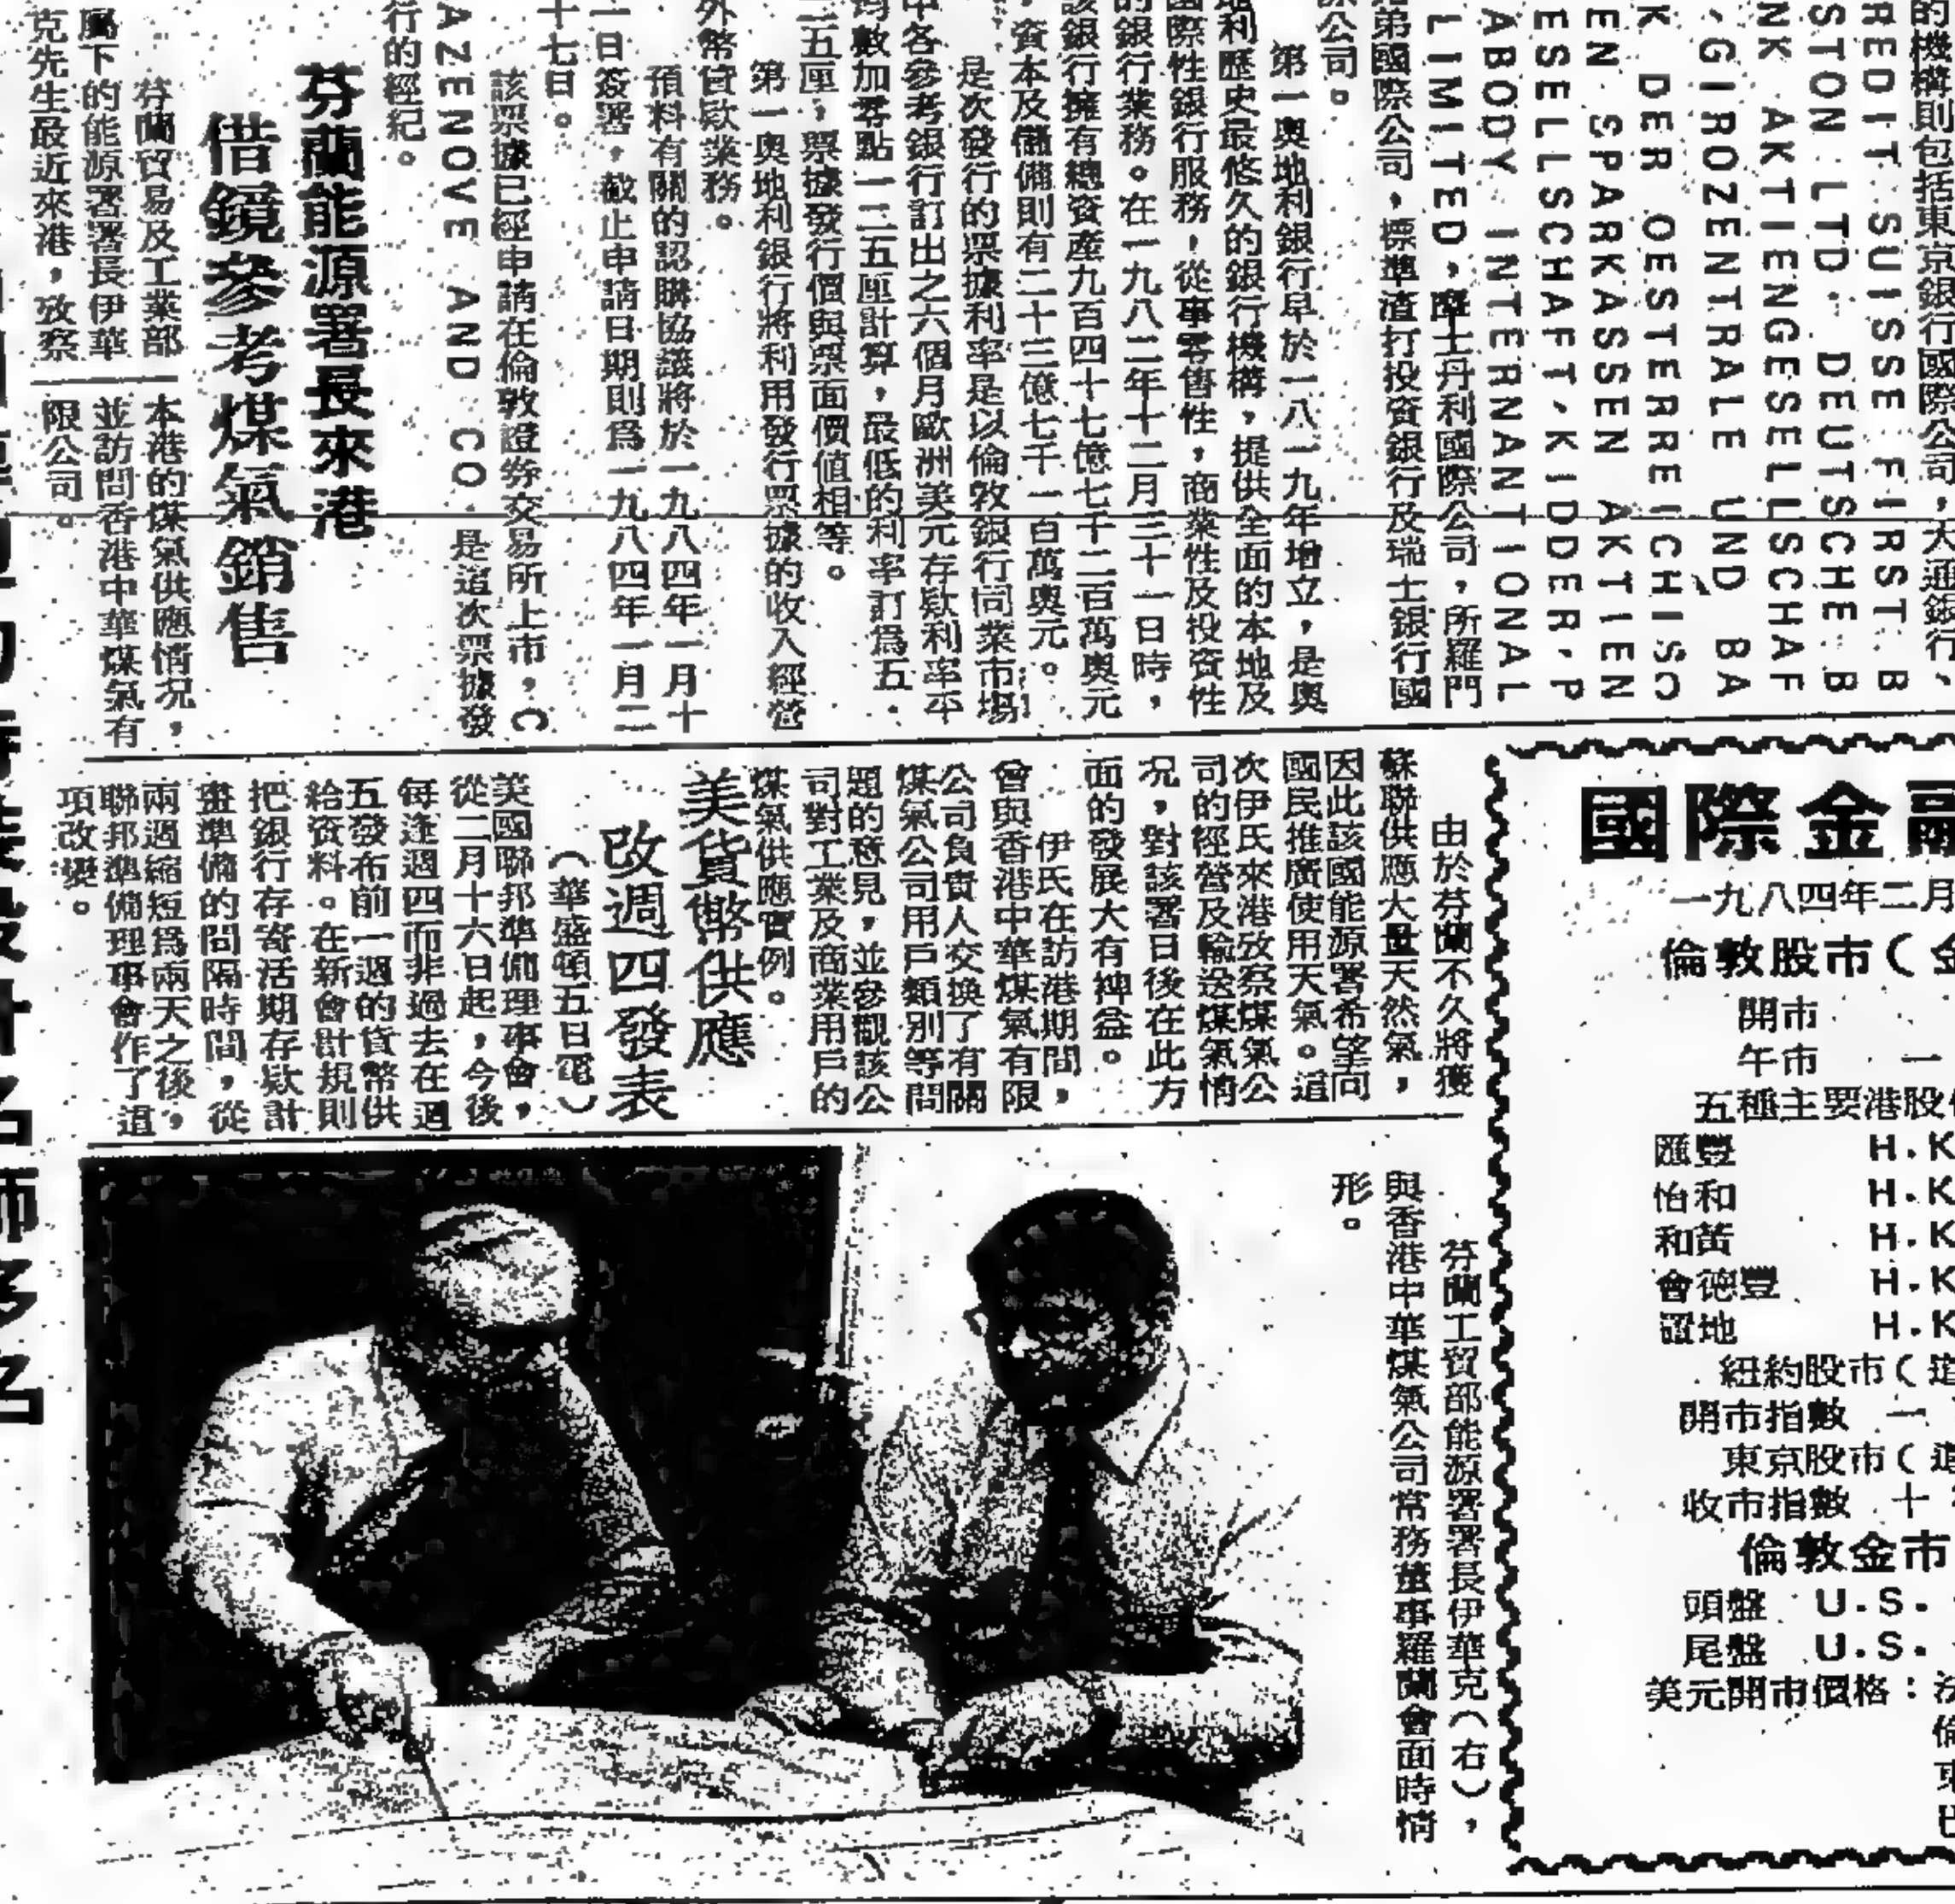 的機構則包括東京銀行國際公司，大通銀行、
REDIT SUISSE FIRST B
STON LTD. DEUTSCHE B
NK AKTIENGESELLSCHAF
、GIROZENTRALE UND BA
K DER OESTERREICHISC
EN SPARKASSEN AKTIEN
ESELLSCHAFT、KIDDER、P
ABODY INTERNANTIONAL
LIMITED，摩士丹利國際公司，所羅門
弟國際公司，標準渣打投資銀行及瑞士銀行國
公司。
第一奧地利銀行早於一八一九年增立，是奧
地利歷史最悠久的銀行機構，提供全面的本地及
國際性銀行服務，從事零售性，商業性及投資性
的銀行業務。在一九八二年十二月三十一日時，
該銀行擁有總資產九百四十七億七千二百萬奧元
，資本及儲備則有二十三億七千一百萬奧元。
是次發行的票據利率是以倫敦銀行同業市場
中各參考銀行訂出之六個月歐洲美元存款利率平
均數加零點一二五厘計算，最低的利率訂爲五．
二五厘，票據發行價與票面價值相等。
第一奧地利銀行將利用發行票據的收入經營
外幣貸款業務。
預料有關的認購協議將於一九八四年一月十
一日簽署，截止申請日期則爲一九八四年一月二
十七日。
該票據已經申請在倫敦證券交易所上市，C
AZENOVE AND CO．是這次票據發
行的經紀。
芬蘭能源署署長來港
借鏡參考煤氣銷售
芬蘭貿易及工業部
屬下的能源署署長伊華
克先生最近來港，攷察
本港的煤氣供應情況，
並訪問香港中華煤氣有
限公司。
由於芬蘭不久將獲
蘇聯供應大量天然氣，
因此該國能源署希望向
國民推廣使用天氣。這
次伊氏來港攷察煤氣公
司的經營及輸送煤氣情
況，對該署日後在此方
面的發展大有裨益。
伊氏在訪港期間，
曾與香港中華煤氣有限
公司負責人交換了有關
煤氣公司用戶類別等問
題的意見，並參觀該公
司對工業及商業用戶的
煤氣供應實例。
美貨幣供應
改週四發表
（華盛頓五日電）
美國聯邦準備理事會，
從二月十六日起，今後
每逢週四而非過去在週
五發布前一週的貨幣供
給資料。在新會計規則
把銀行存寄活期存款計
畫準備的間隔時間，從
兩週縮短爲兩天之後，
聯邦準備理事會作了這
項改變。
芬蘭工貿部能源署署長伊華克（右），
與香港中華煤氣公司常務董事羅蘭會面時情
形。
國際金融
一九八四年二月
倫敦股市（金
開市
午市 一
五種主要港股
匯豐 H.K
怡和 H.K
和黃 H.K
會德豐 H.K
置地 H.K
紐約股市（道
開市指數 一
東京股市（道
收市指數 十
倫敦金市
頭盤 U.S.
尾盤 U.S.
美元開市價格：法
倫
東
巴